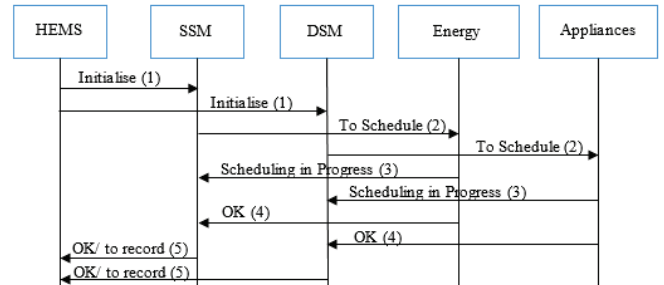 HEMS SSM DSM Energy Appliances
Initialise (1)
Initialise (1)
To Schedule (2)
To Schedule (2)
Scheduling in Progress (3)
Scheduling in Progress (3)
OK (4)
OK (4)
OK/ to record (5)
OK/ to record (5)